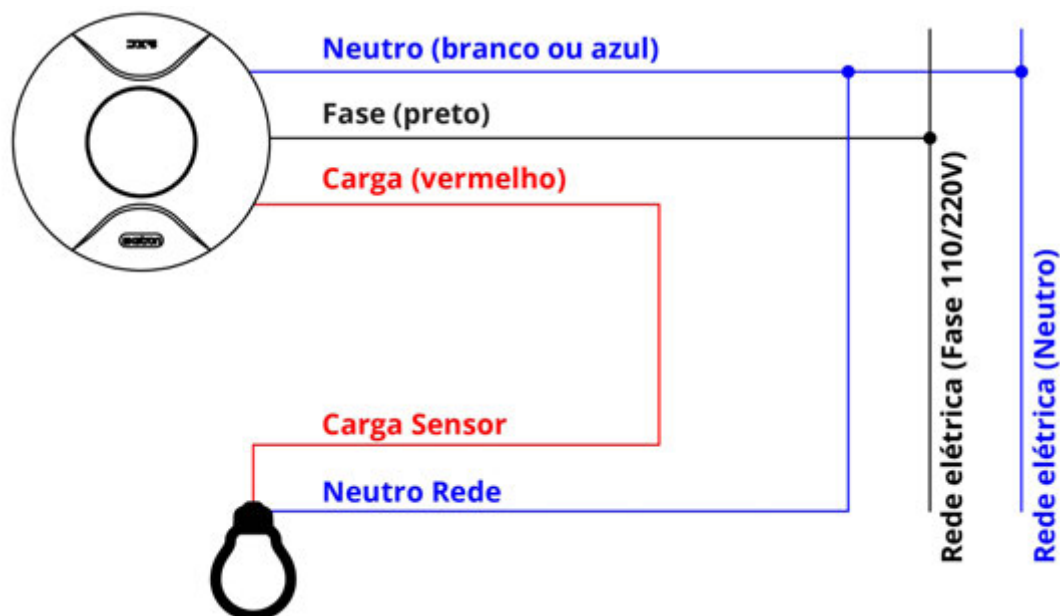 Neutro (branco ou azul)
Fase (preto)
Carga (vermelho)
Carga Sensor
Neutro Rede
Rede elétrica (Fase 110/220V)
Rede elétrica (Neutro)